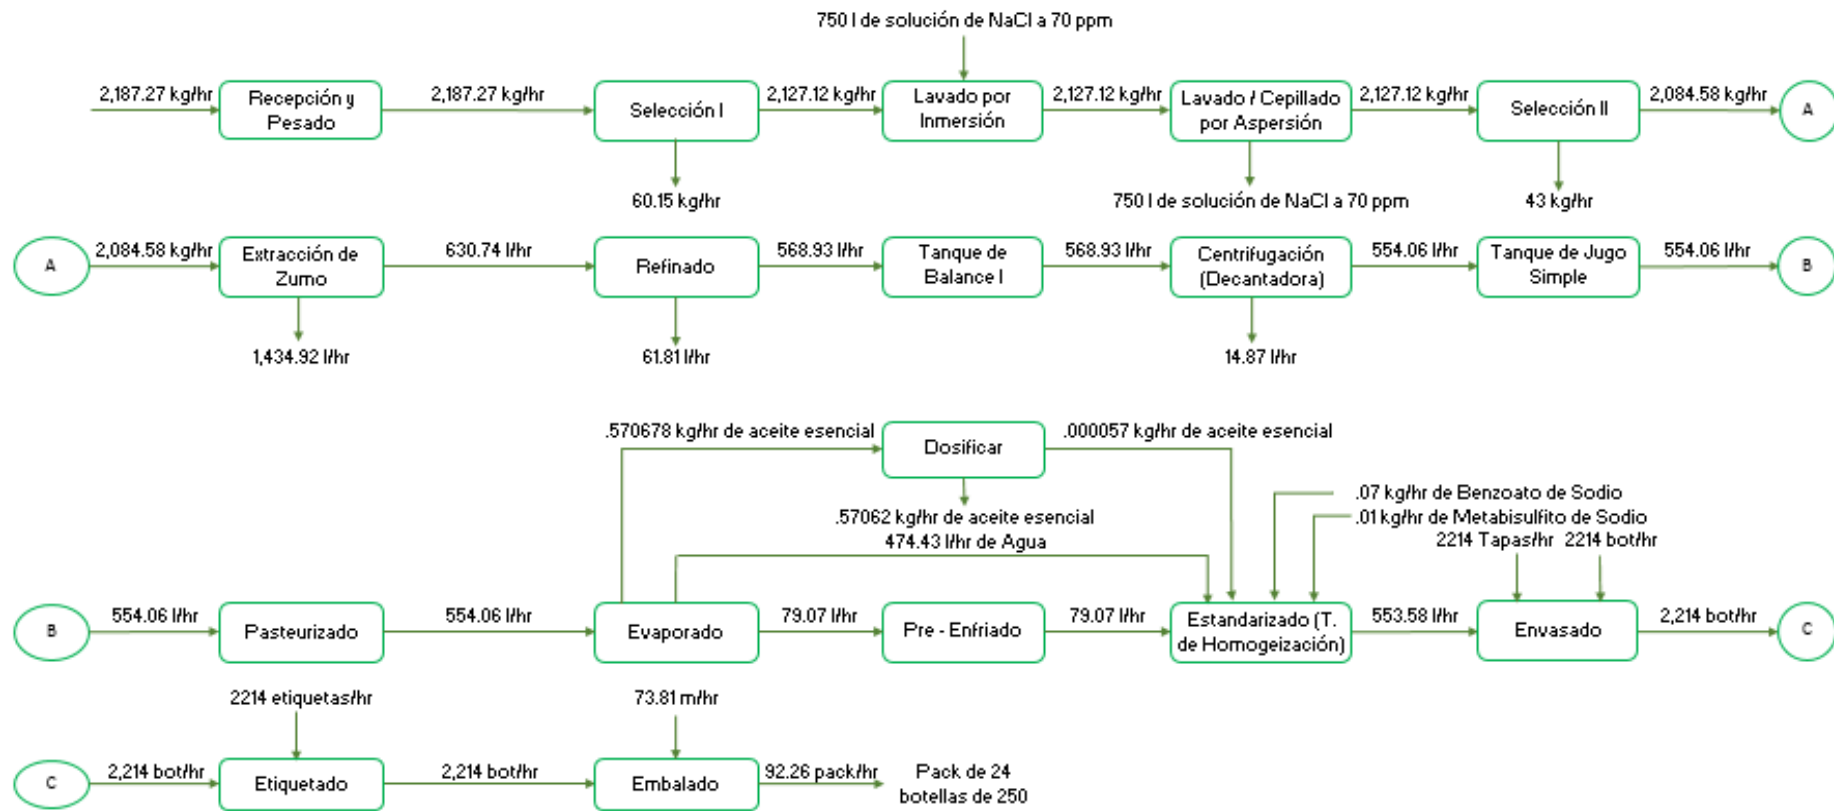 750 l de solución de NaCl a 70 ppm
2,187.27 kg/hr
Recepción y
Pesado
2,187.27 kg/hr
Selección I
2,127.12 kg/hr
Lavado por
Inmersión
2,127.12 kg/hr
Lavado / Cepillado
por Aspersión
2,127.12 kg/hr
Selección II
2,084.58 kg/hr
A
60.15 kg/hr
750 l de solución de NaCl a 70 ppm
43 kg/hr
A
2,084.58 kg/hr
Extracción de
Zumo
630.74 l/hr
Refinado
568.93 l/hr
Tanque de
Balance I
568.93 l/hr
Centrifugación
(Decantadora)
554.06 l/hr
Tanque de Jugo
Simple
554.06 l/hr
B
1,434.92 l/hr
61.81 l/hr
14.87 l/hr
.570678 kg/hr de aceite esencial
Dosificar
.000057 kg/hr de aceite esencial
.57062 kg/hr de aceite esencial
474.43 l/hr de Agua
.07 kg/hr de Benzoato de Sodio
.01 kg/hr de Metabisulfito de Sodio
2214 Tapas/hr
2214 bot/hr
B
554.06 l/hr
Pasteurizado
554.06 l/hr
Evaporado
79.07 l/hr
Pre - Enfriado
79.07 l/hr
Estandarizado (T.
de Homogeización)
553.58 l/hr
Envasado
2,214 bot/hr
C
2214 etiquetas/hr
73.81 m/hr
C
2,214 bot/hr
Etiquetado
2,214 bot/hr
Embalado
92.26 pack/hr
Pack de 24
botellas de 250